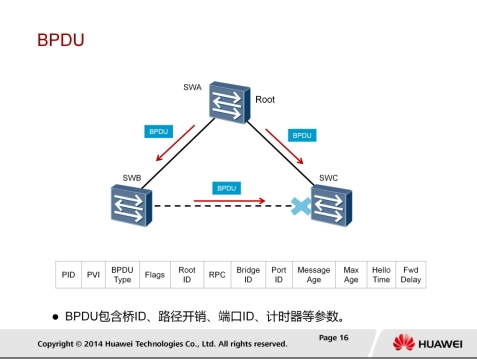 BPDU
SWA
Root
BPDU
BPDU
SWB
BPDU
SWC
PID PVI BPDU Type Flags Root ID RPC Bridge ID Port ID Message Age Max Age Hello Time Fwd Delay
● BPDU包含桥ID、路径开销、端口ID、计时器等参数。
Copyright © 2014 Huawei Technologies Co., Ltd. All rights reserved.
Page 16
HUAWEI